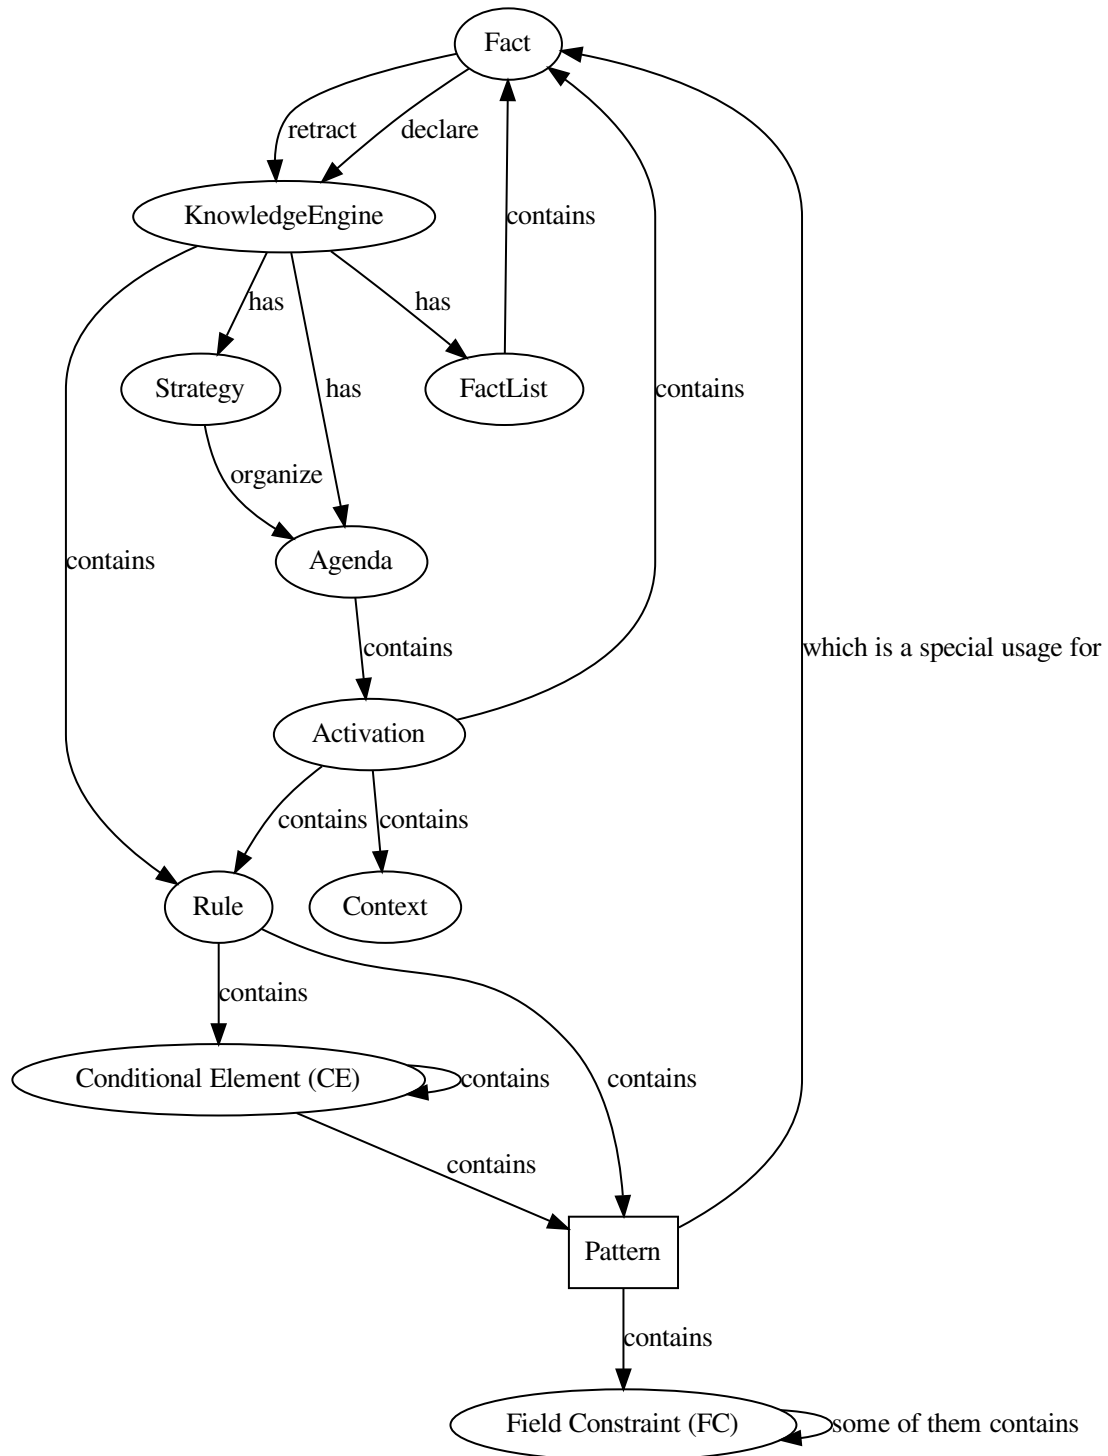 Fact
retract
declare
KnowledgeEngine
contains
has
has
Strategy
has
FactList
contains
organize
contains
Agenda
contains
which is a special usage for
Activation
contains
contains
Rule
Context
contains
Conditional Element (CE)
contains
contains
contains
Pattern
contains
Field Constraint (FC)
some of them contains